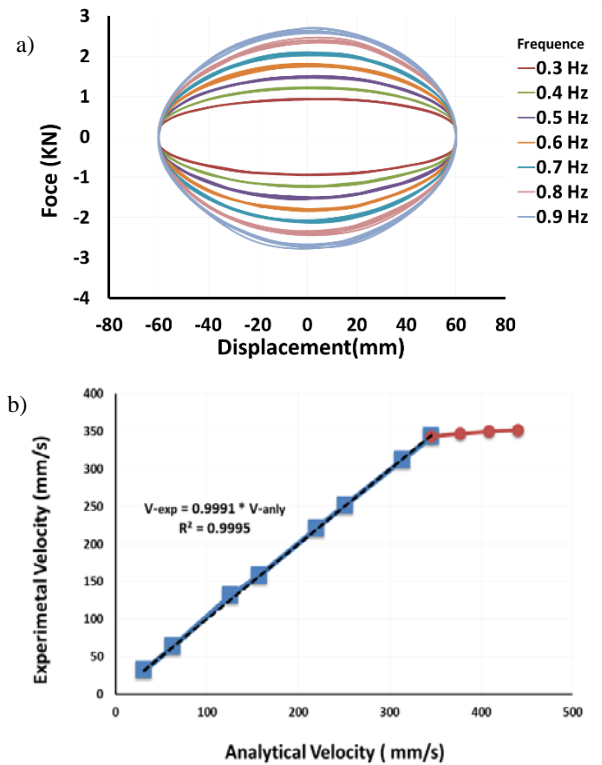 a)
3
2
1
0
-1
-2
-3
-4
Foce (KN)
-80 -60 -40 -20 0 20 40 60 80
Displacement(mm)
Frequence
0.3 Hz
0.4 Hz
0.5 Hz
0.6 Hz
0.7 Hz
0.8 Hz
0.9 Hz
b)
400
350
300
250
200
150
100
50
0
Experimetal Velocity (mm/s)
V-exp = 0.9991 * V-anly
R² = 0.9995
0 100 200 300 400 500
Analytical Velocity ( mm/s)